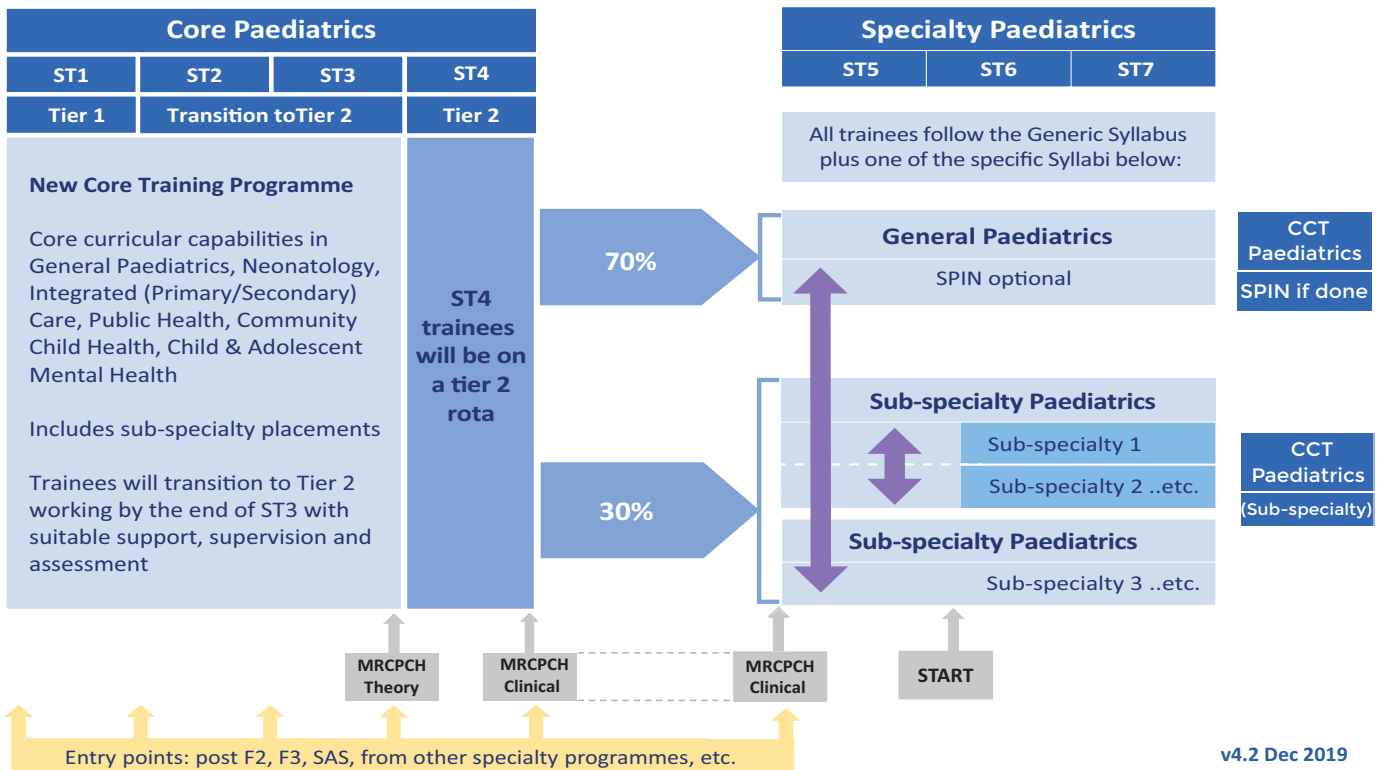 Core Paediatrics
ST1
ST2
ST3
ST4
Tier 1
Transition toTier 2
Tier 2
New Core Training Programme
Core curricular capabilities in
General Paediatrics, Neonatology,
Integrated (Primary/Secondary)
Care, Public Health, Community
Child Health, Child & Adolescent
Mental Health
Includes sub-specialty placements
Trainees will transition to Tier 2
working by the end of ST3 with
suitable support, supervision and
assessment
ST4
trainees
will be on
a tier 2
rota
70%
30%
Specialty Paediatrics
ST5
ST6
ST7
All trainees follow the Generic Syllabus
plus one of the specific Syllabi below:
General Paediatrics
SPIN optional
CCT
Paediatrics
SPIN if done
Sub-specialty Paediatrics
Sub-specialty 1
Sub-specialty 2 ..etc.
Sub-specialty Paediatrics
Sub-specialty 3 ..etc.
CCT
Paediatrics
(Sub-specialty)
MRCPCH
Theory
MRCPCH
Clinical
MRCPCH
Clinical
START
Entry points: post F2, F3, SAS, from other specialty programmes, etc.
v4.2 Dec 2019